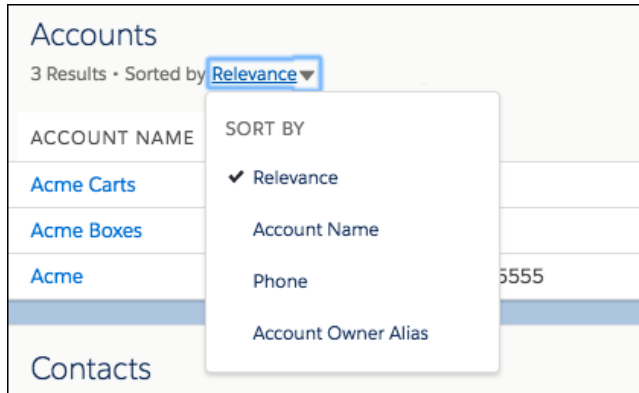 Accounts
3 Results • Sorted by Relevance
ACCOUNT NAME
Acme Carts
Acme Boxes
Acme
5555
SORT BY
Relevance
Account Name
Phone
Account Owner Alias
Contacts